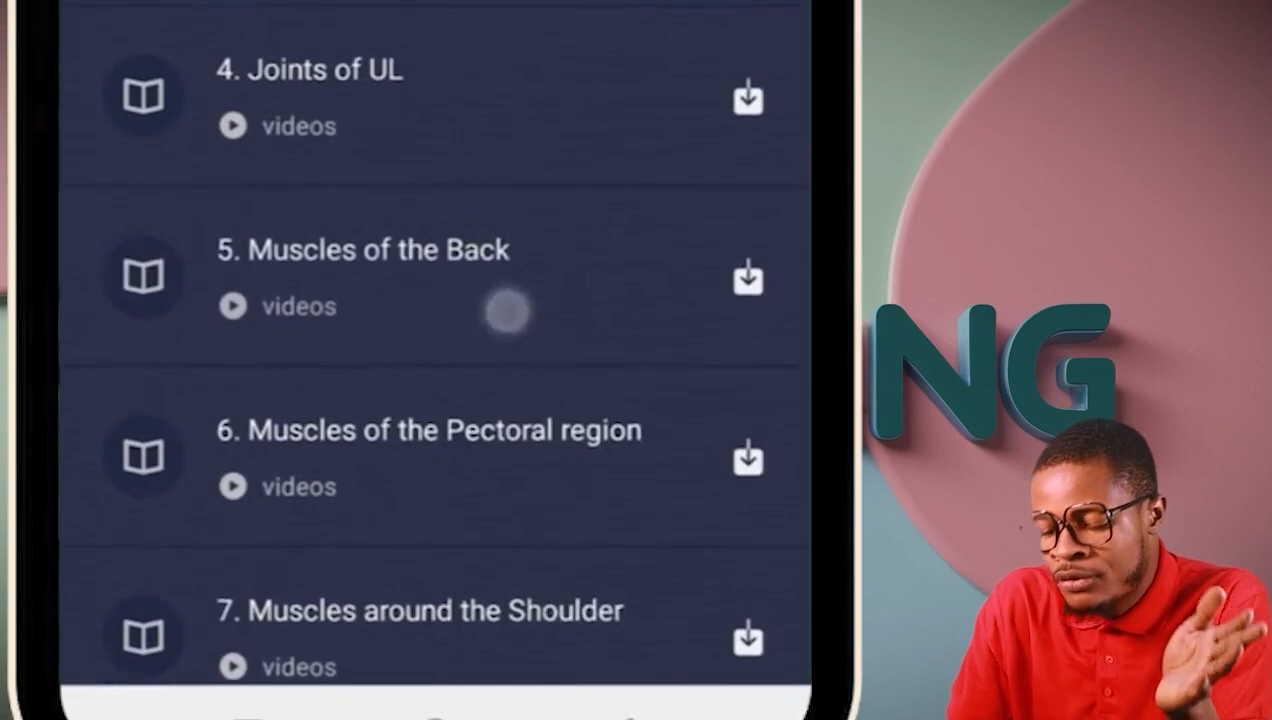 4. Joints of UL
videos
5. Muscles of the Back
videos
6. Muscles of the Pectoral region
videos
NG
7. Muscles around the Shoulder
videos